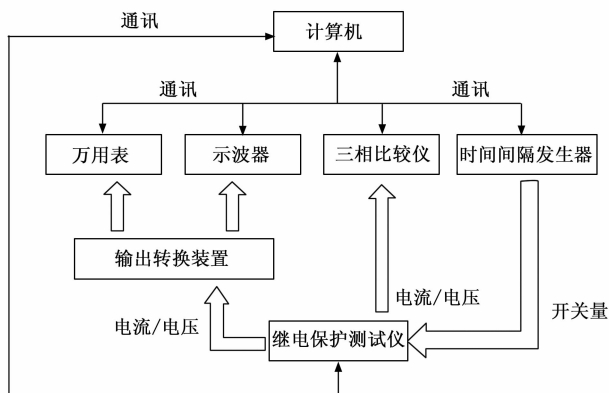 通讯
计算机
通讯
通讯
万用表
示波器
三相比较仪
时间间隔发生器
输出转换装置
电流/电压
电流/电压
开关量
继电保护测试仪